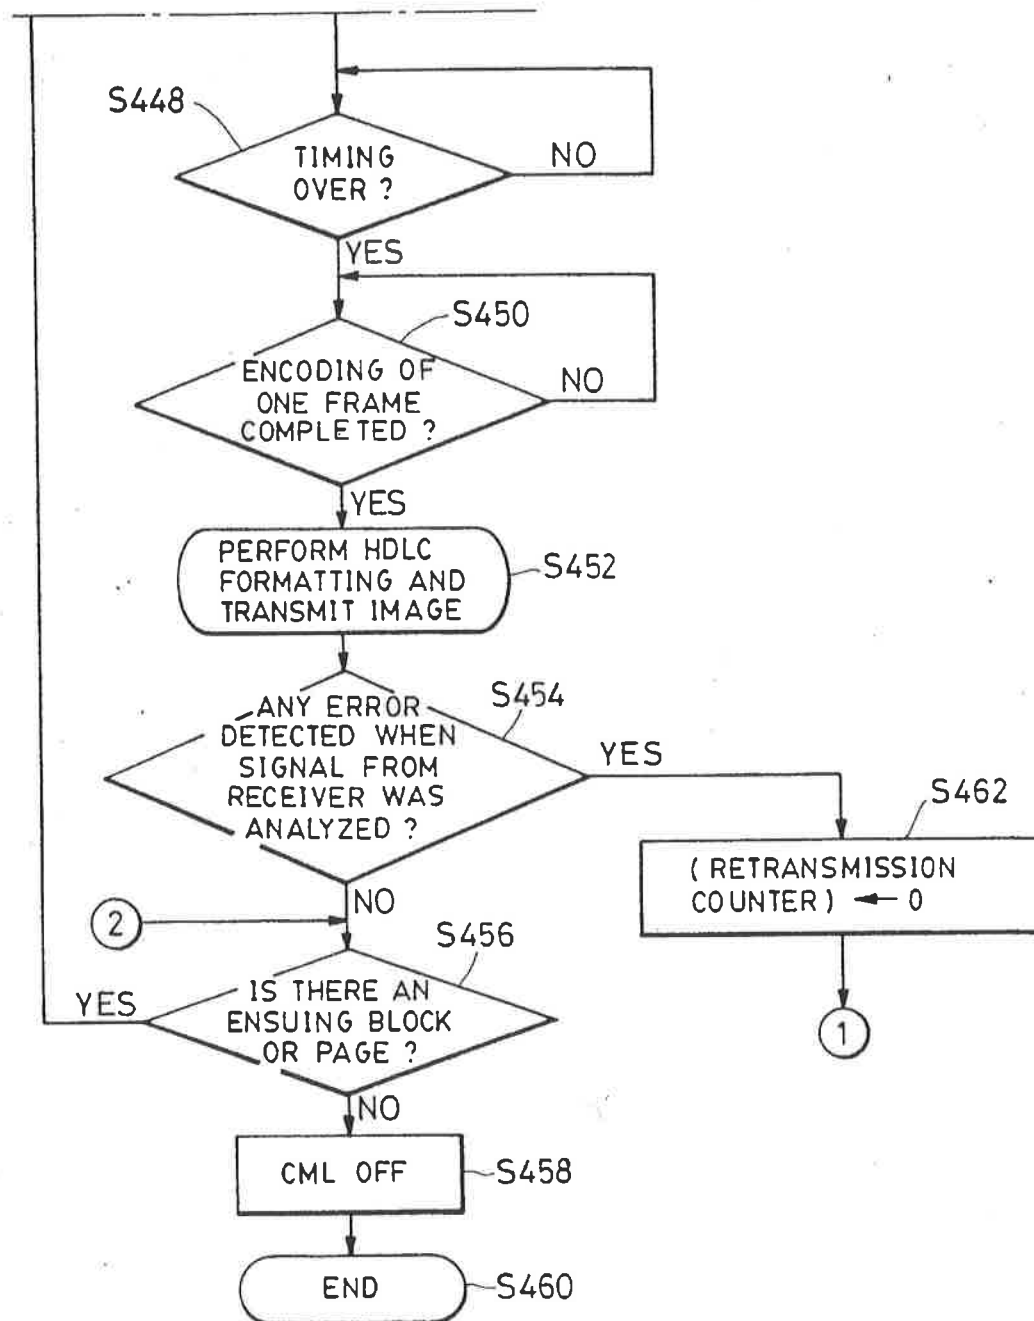 S448
TIMING
OVER ?
NO
YES
S450
ENCODING OF
ONE FRAME
COMPLETED ?
NO
YES
PERFORM HDLC
FORMATTING AND
TRANSMIT IMAGE
S452
ANY ERROR
DETECTED WHEN
SIGNAL FROM
RECEIVER WAS
ANALYZED ?
S454
YES
S462
(RETRANSMISSION
COUNTER) ← 0
1
NO
2
S456
IS THERE AN
ENSUING BLOCK
OR PAGE ?
YES
NO
CML OFF
S458
END
S460